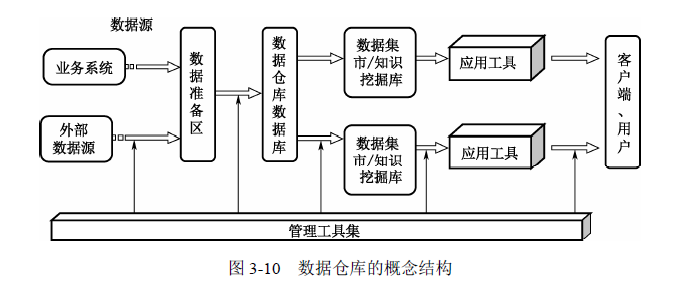 数据源
业务系统
外部
数据源
数据准备区
数据仓库数据库
数据集
市/知识
挖掘库
应用工具
数据集
市/知识
挖掘库
应用工具
客户端、用户
管理工具集
图 3-10 数据仓库的概念结构